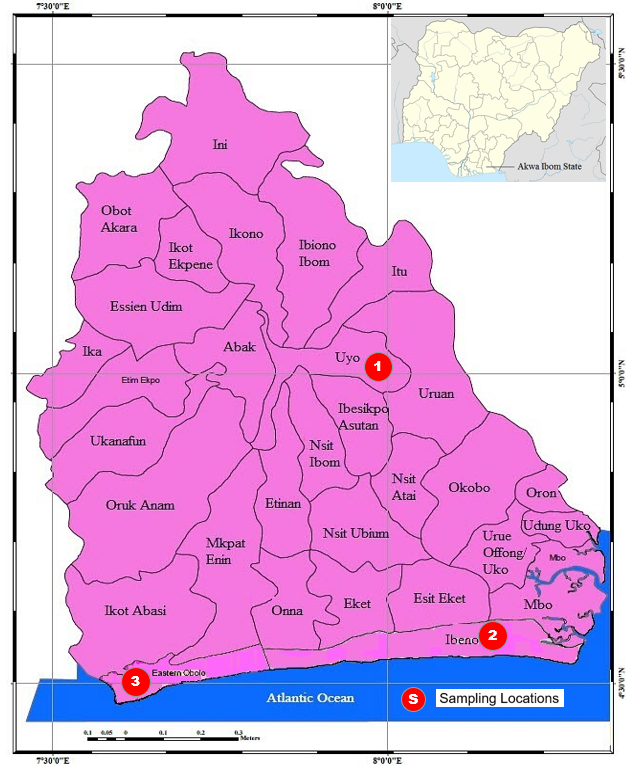 7°30'0"E
8°0'0"E
5°30'0"N
Akwa Ibom State
Ini
Obot
Akara
Ikot
Ekpene
Ikono
Ibiono
Ibom
Itu
Essien Udim
Ika
Abak
Uyo
1
5°0'0"N
Etim Ekpo
Uruan
Ibesikpo
Asutan
Ukanafun
Nsit
Ibom
Nsit
Atai
Okobo
Oron
Oruk Anam
Etinan
Udung Uko
Nsit Ubium
Urue
Offong/
Uko
Mkpat
Enin
Mbo
Ikot Abasi
Onna
Eket
Esit Eket
Mbo
Ibeno
2
Eastern Obolo
3
4°30'0"N
Atlantic Ocean
S
Sampling Locations
0.1 0.05 0 0.1 0.2 0.3
Meters
7°30'0"E
8°0'0"E